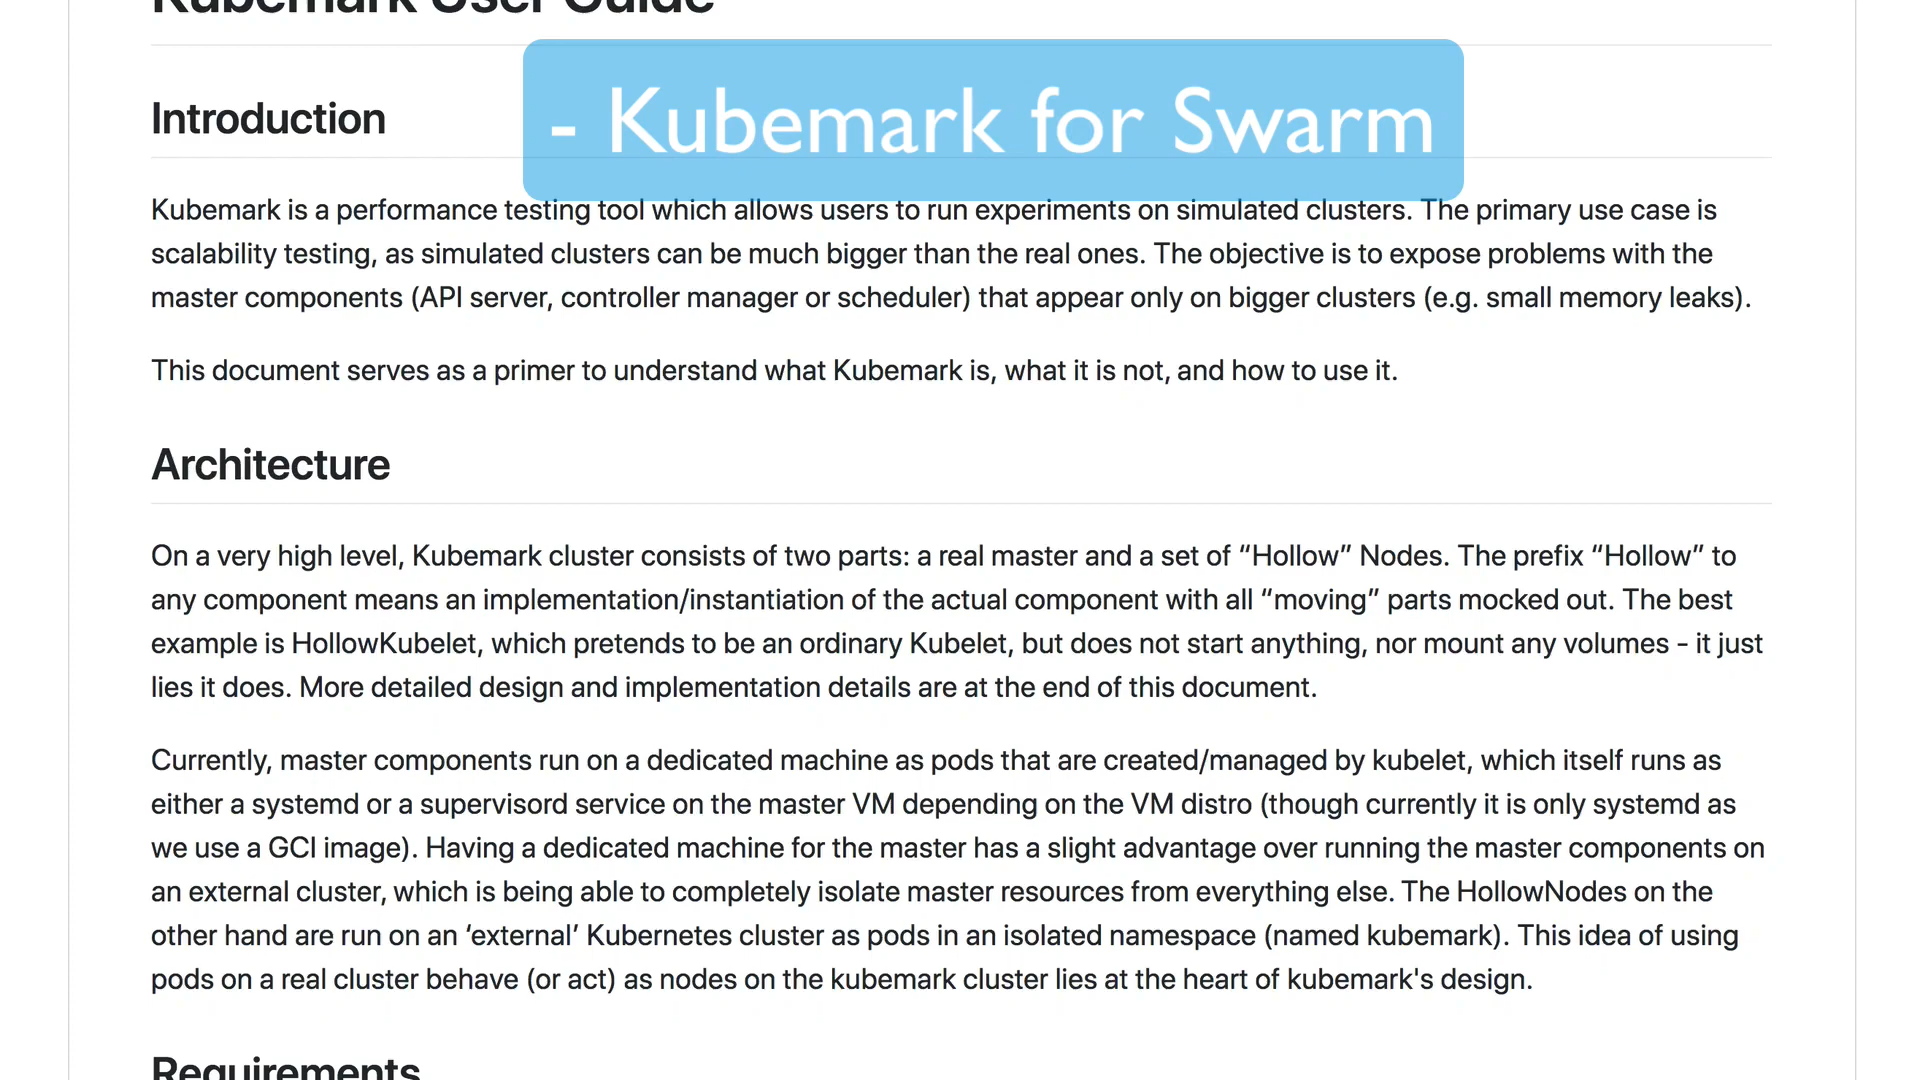 Kubemark User Guide
Introduction
- Kubemark for Swarm
Kubemark is a performance testing tool which allows users to run experiments on simulated clusters. The primary use case is
scalability testing, as simulated clusters can be much bigger than the real ones. The objective is to expose problems with the
master components (API server, controller manager or scheduler) that appear only on bigger clusters (e.g. small memory leaks).
This document serves as a primer to understand what Kubemark is, what it is not, and how to use it.
Architecture
On a very high level, Kubemark cluster consists of two parts: a real master and a set of “Hollow” Nodes. The prefix “Hollow” to
any component means an implementation/instantiation of the actual component with all “moving” parts mocked out. The best
example is HollowKubelet, which pretends to be an ordinary Kubelet, but does not start anything, nor mount any volumes - it just
lies it does. More detailed design and implementation details are at the end of this document.
Currently, master components run on a dedicated machine as pods that are created/managed by kubelet, which itself runs as
either a systemd or a supervisord service on the master VM depending on the VM distro (though currently it is only systemd as
we use a GCI image). Having a dedicated machine for the master has a slight advantage over running the master components on
an external cluster, which is being able to completely isolate master resources from everything else. The HollowNodes on the
other hand are run on an ‘external’ Kubernetes cluster as pods in an isolated namespace (named kubemark). This idea of using
pods on a real cluster behave (or act) as nodes on the kubemark cluster lies at the heart of kubemark's design.
Requirements